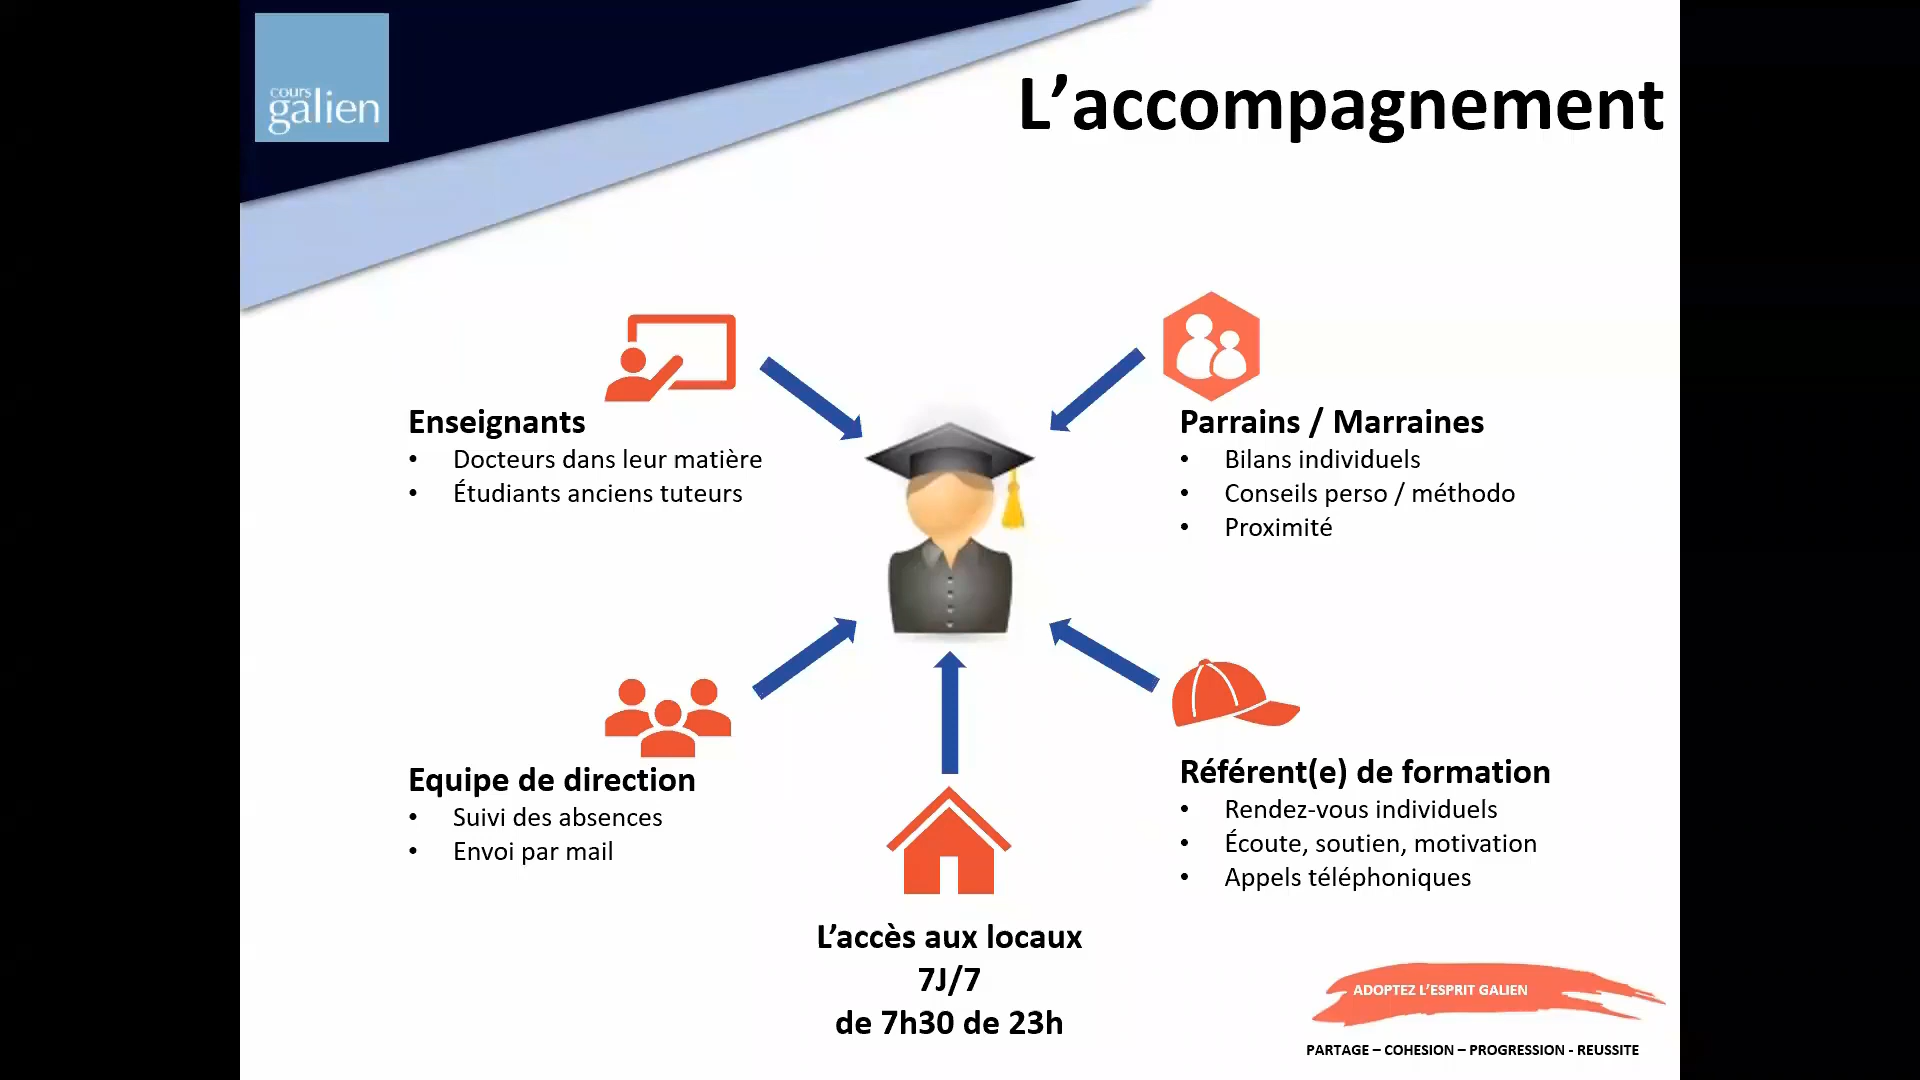 cours
galien
L'accompagnement
Enseignants
• Docteurs dans leur matière
• Étudiants anciens tuteurs
Parrains / Marraines
• Bilans individuels
• Conseils perso / méthodo
• Proximité
Equipe de direction
• Suivi des absences
• Envoi par mail
Référent(e) de formation
• Rendez-vous individuels
• Écoute, soutien, motivation
• Appels téléphoniques
L'accès aux locaux
7J/7
de 7h30 de 23h
ADOPTEZ L'ESPRIT GALIEN
PARTAGE – COHESION – PROGRESSION - REUSSITE